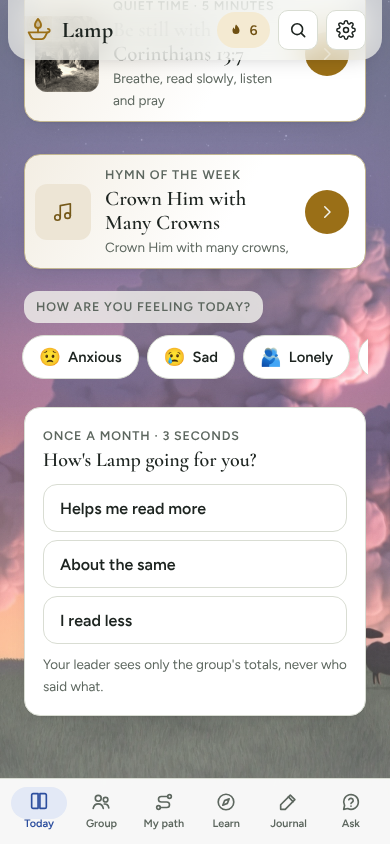 QUIET TIME · 5 MINUTES
Lamp
Be still with
6
Corinthians 13:7
Breathe, read slowly, listen
and pray
HYMN OF THE WEEK
Crown Him with
Many Crowns
Crown Him with many crowns,
HOW ARE YOU FEELING TODAY?
Anxious
Sad
Lonely
ONCE A MONTH · 3 SECONDS
How's Lamp going for you?
Helps me read more
About the same
I read less
Your leader sees only the group's totals, never who
said what.
Today
Group
My path
Learn
Journal
Ask